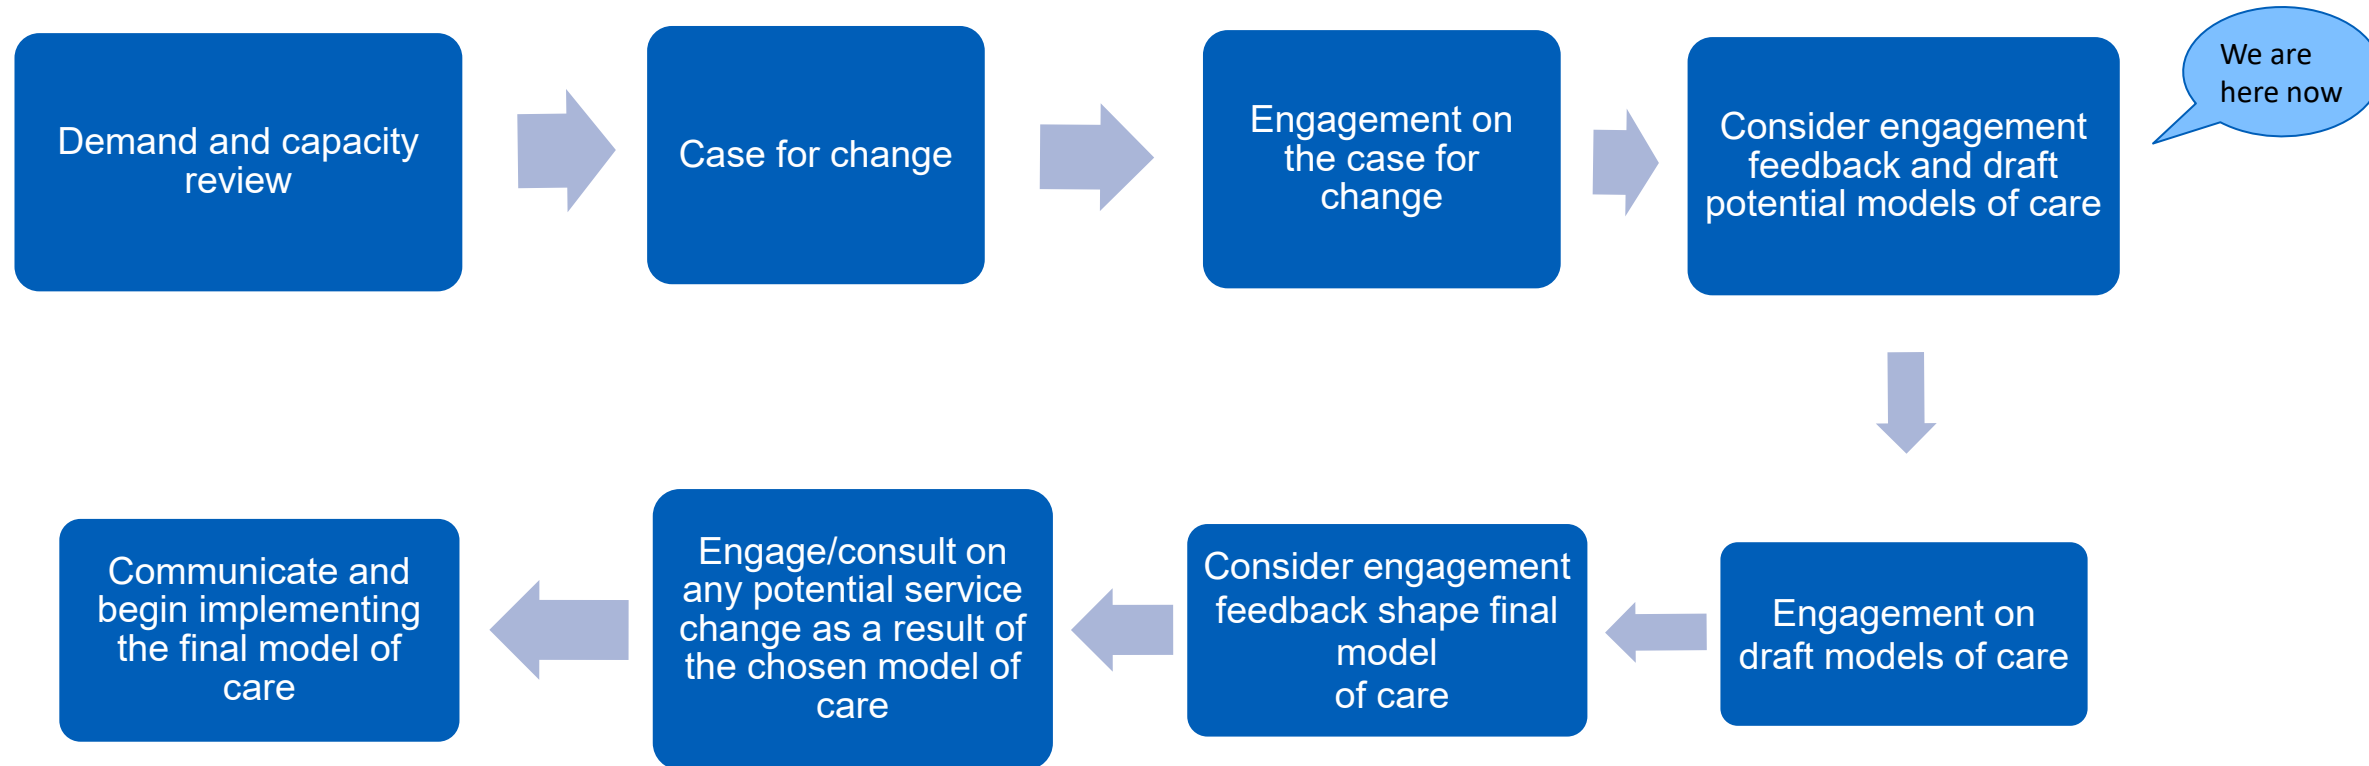 Demand and capacity
review
Case for change
Engagement on
the case for
change
Consider engagement
feedback and draft
potential models of care
We are
here now
Engagement on
draft models of care
Consider engagement
feedback shape final
model
of care
Engage/consult on
any potential service
change as a result of
the chosen model of
care
Communicate and
begin implementing
the final model of
care